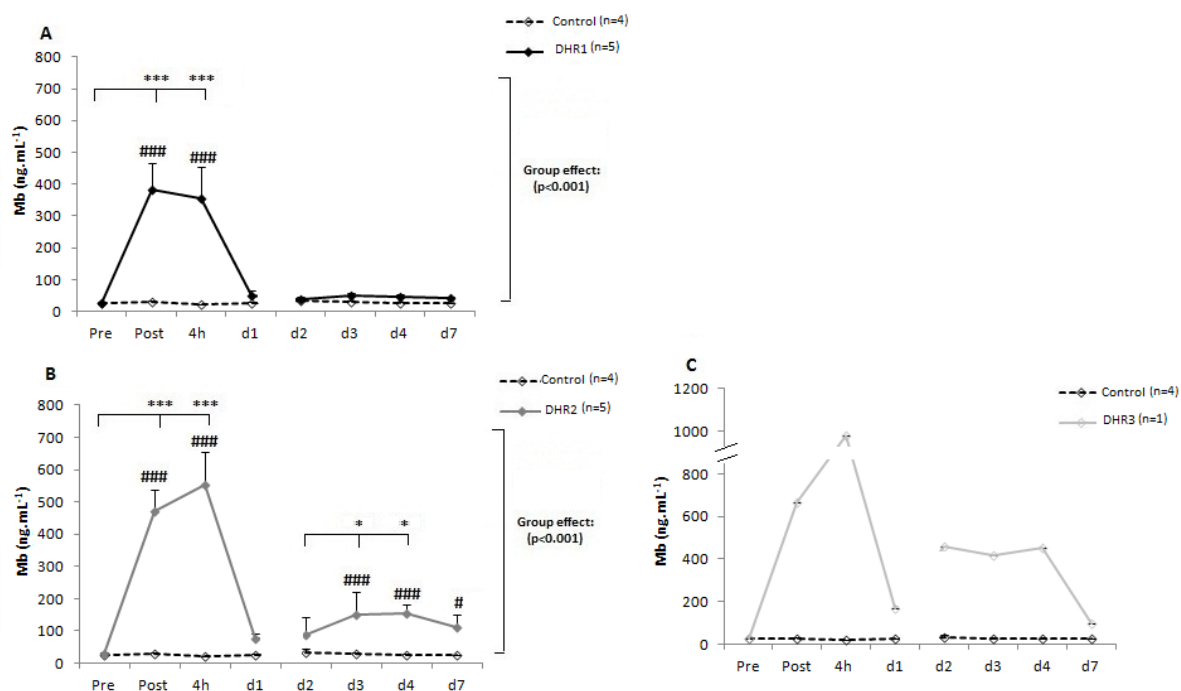 A
Control (n=4)
DHR1 (n=5)
800
700
600
500
400
300
200
100
0
Mb (ng.mL-1)
*** ***
### ###
Group effect:
(p<0.001)
Pre Post 4h d1 d2 d3 d4 d7
B
Control (n=4)
DHR2 (n=5)
800
700
600
500
400
300
200
100
0
Mb (ng.mL-1)
*** ***
### ###
* *
### ### #
Group effect:
(p<0.001)
Pre Post 4h d1 d2 d3 d4 d7
C
Control (n=4)
DHR3 (n=1)
1200
1000
800
600
400
200
0
Mb (ng.mL-1)
Pre Post 4h d1 d2 d3 d4 d7